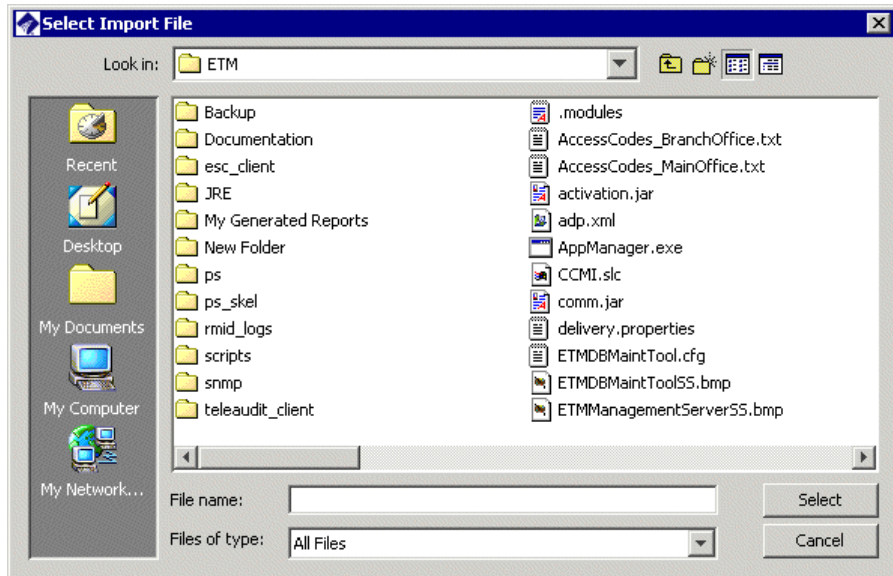 Select Import File
Look in: ETM
Recent
Desktop
My Documents
My Computer
My Network...
Backup
Documentation
esc_client
JRE
My Generated Reports
New Folder
ps
ps_skel
rmid_logs
scripts
snmp
teleaudit_client
.modules
AccessCodes_BranchOffice.txt
AccessCodes_MainOffice.txt
activation.jar
adp.xml
AppManager.exe
CCMI.slc
comm.jar
delivery.properties
ETMDBMaintTool.cfg
ETMDBMaintToolSS.bmp
ETMManagementServerSS.bmp
File name:
Select
Files of type: All Files
Cancel